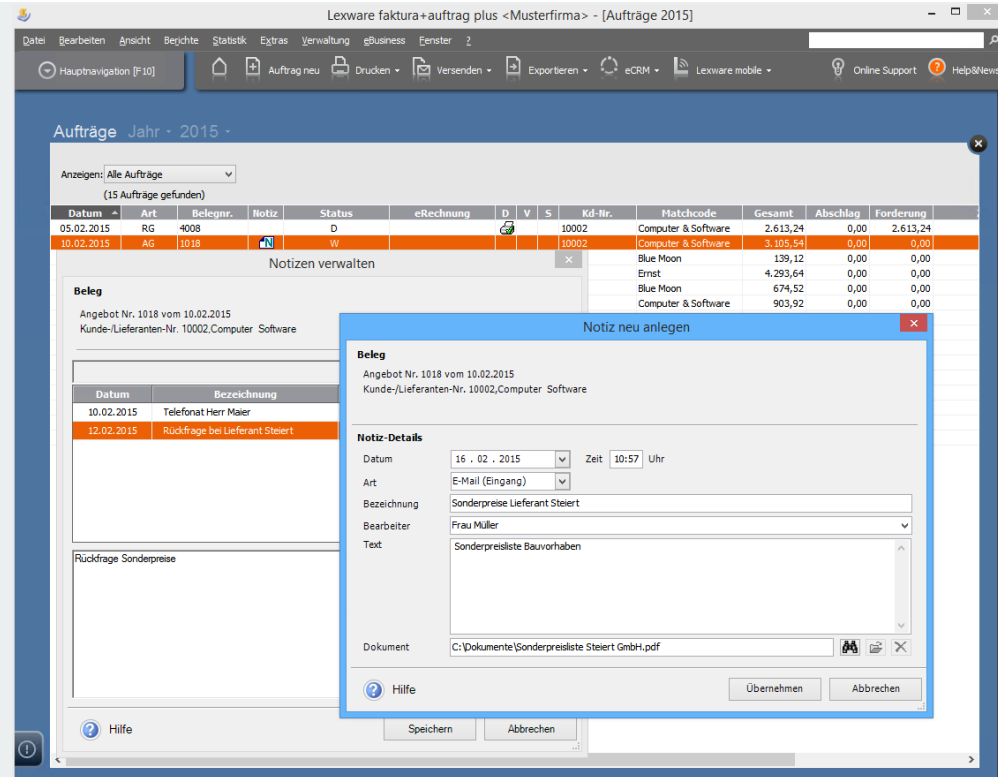 Lexware faktura+auftrag plus <Musterfirma> - [Aufträge 2015]
Datei Bearbeiten Ansicht Berichte Statistik Extras Verwaltung eBusiness Fenster ?
Hauptnavigation [F10] Auftrag neu Drucken Versenden Exportieren eCRM Lexware mobile Online Support Help&News
Aufträge Jahr 2015
Anzeigen: Alle Aufträge
(15 Aufträge gefunden)
Datum Art Belegnr. Notiz Status eRechnung D V S Kd-Nr. Matchcode Gesamt Abschlag Forderung
05.02.2015 RG 4008 D 10002 Computer & Software 2.613,24 0,00 2.613,24
10.02.2015 AG 1018 N W 10002 Computer & Software 3.105,54 0,00 0,00
Blue Moon 139,12 0,00 0,00
Ernst 4.293,64 0,00 0,00
Blue Moon 674,52 0,00 0,00
Computer & Software 903,92 0,00 0,00
Notizen verwalten
Beleg
Angebot Nr. 1018 vom 10.02.2015
Kunde-/Lieferanten-Nr. 10002,Computer Software
Datum Bezeichnung
10.02.2015 Telefonat Herr Maier
12.02.2015 Rückfrage bei Lieferant Steiert
Rückfrage Sonderpreise
Hilfe Speichern Abbrechen
Notiz neu anlegen
Beleg
Angebot Nr. 1018 vom 10.02.2015
Kunde-/Lieferanten-Nr. 10002,Computer Software
Notiz-Details
Datum 16 . 02 . 2015 Zeit 10:57 Uhr
Art E-Mail (Eingang)
Bezeichnung Sonderpreise Lieferant Steiert
Bearbeiter Frau Müller
Text Sonderpreisliste Bauvorhaben
Dokument C:\Dokumente\Sonderpreisliste Steiert GmbH.pdf
Hilfe Übernehmen Abbrechen